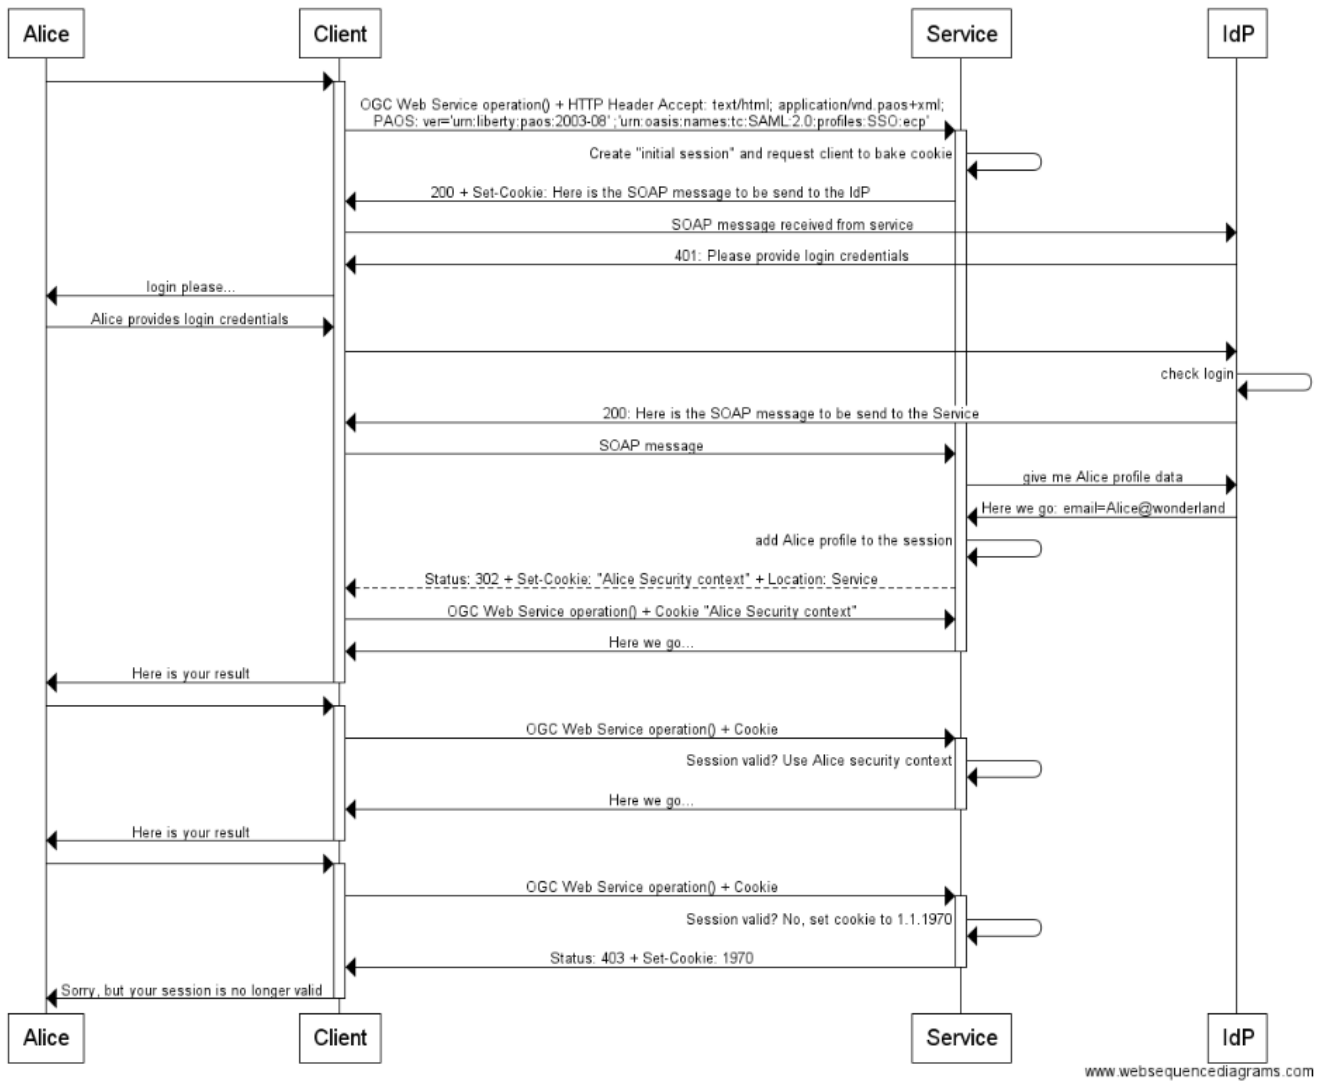 Alice
Client
Service
IdP
OGC Web Service operation() + HTTP Header Accept: text/html; application/vnd.paos+xml;
PAOS: ver='urn:liberty:paos:2003-08' ;'urn:oasis:names:tc:SAML:2.0:profiles:SSO:ecp'
Create "initial session" and request client to bake cookie
200 + Set-Cookie: Here is the SOAP message to be send to the IdP
SOAP message received from service
401: Please provide login credentials
login please...
Alice provides login credentials
check login
200: Here is the SOAP message to be send to the Service
SOAP message
give me Alice profile data
Here we go: email=Alice@wonderland
add Alice profile to the session
Status: 302 + Set-Cookie: "Alice Security context" + Location: Service
OGC Web Service operation() + Cookie "Alice Security context"
Here we go...
Here is your result
OGC Web Service operation() + Cookie
Session valid? Use Alice security context
Here we go...
Here is your result
OGC Web Service operation() + Cookie
Session valid? No, set cookie to 1.1.1970
Status: 403 + Set-Cookie: 1970
Sorry, but your session is no longer valid
Alice
Client
Service
IdP
www.websequencediagrams.com